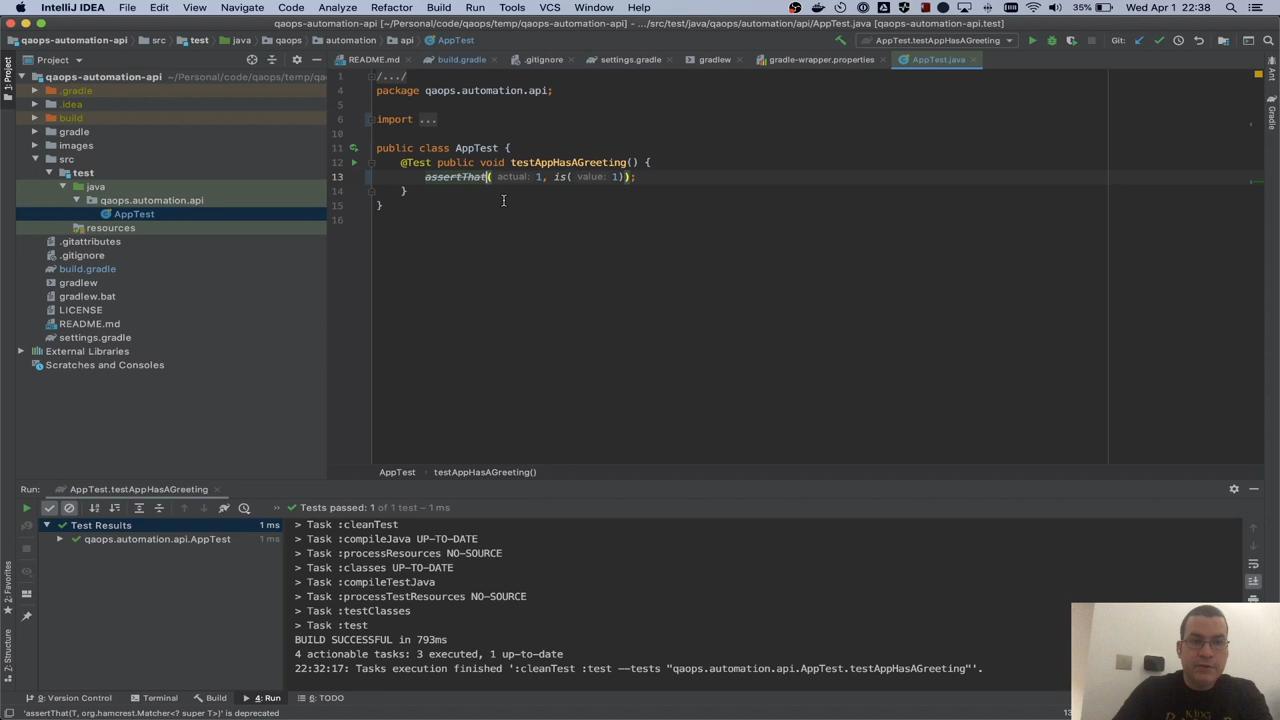 IntelliJ IDEA File Edit View Navigate Code Analyze Refactor Build Run Tools VCS Window Help 35% Wed Apr 1 22:38
qaops-automation-api [~/Personal/code/qaops/temp/qaops-automation-api] - .../src/test/java/qaops/automation/api/AppTest.java [qaops-automation-api.test]
qaops-automation-api src test java qaops automation api AppTest AppTest.testAppHasAGreeting Git:
Project README.md build.gradle .gitignore settings.gradle gradlew gradle-wrapper.properties AppTest.java
1: Project
Ant
Gradle
qaops-automation-api ~/Personal/code/qaops/temp/qa
.gradle
.idea
build
gradle
images
src
test
java
qaops.automation.api
AppTest
resources
.gitattributes
.gitignore
build.gradle
gradlew
gradlew.bat
LICENSE
README.md
settings.gradle
External Libraries
Scratches and Consoles
1 /.../
4 package qaops.automation.api;
5
6 import ...
10
11 public class AppTest {
12 @Test public void testAppHasAGreeting() {
13 assertThat( actual: 1, is( value: 1));
14 }
15 }
16
AppTest testAppHasAGreeting()
Run: AppTest.testAppHasAGreeting
Tests passed: 1 of 1 test – 1 ms
Test Results 1 ms
qaops.automation.api.AppTest 1 ms
> Task :cleanTest
> Task :compileJava UP-TO-DATE
> Task :processResources NO-SOURCE
> Task :classes UP-TO-DATE
> Task :compileTestJava
> Task :processTestResources NO-SOURCE
> Task :testClasses
> Task :test
BUILD SUCCESSFUL in 793ms
4 actionable tasks: 3 executed, 1 up-to-date
22:32:17: Tasks execution finished ':cleanTest :test --tests "qaops.automation.api.AppTest.testAppHasAGreeting"'.
2: Favorites
7: Structure
9: Version Control Terminal Build 4: Run 6: TODO
'assertThat(T, org.hamcrest.Matcher<? super T>)' is deprecated